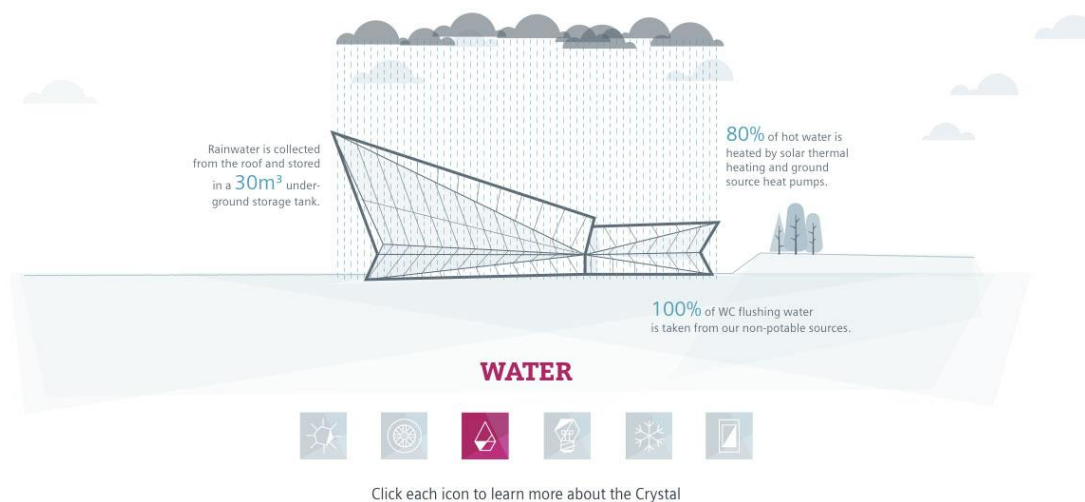 Rainwater is collected
from the roof and stored
in a 30m³ under-
ground storage tank.
80% of hot water is
heated by solar thermal
heating and ground
source heat pumps.
100% of WC flushing water
is taken from our non-potable sources.
WATER
Click each icon to learn more about the Crystal